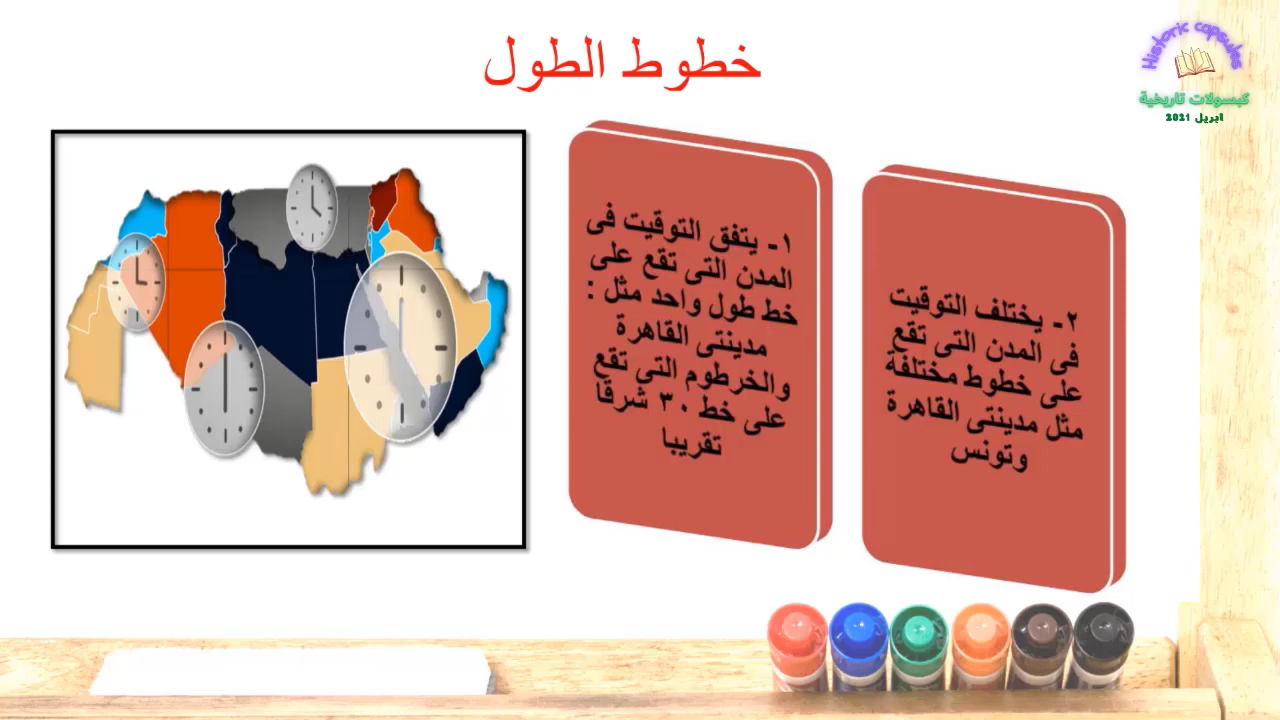 خطوط الطول
Historic capsules
كبسولات تاريخية
ابريل 2021
١- يتفق التوقيت فى
المدن التى تقع على
خط طول واحد مثل :
مدينتى القاهرة
والخرطوم التى تقع
على خط ٣٠ شرقا
تقريبا
٢- يختلف التوقيت
فى المدن التى تقع
على خطوط مختلفة
مثل مدينتى القاهرة
وتونس